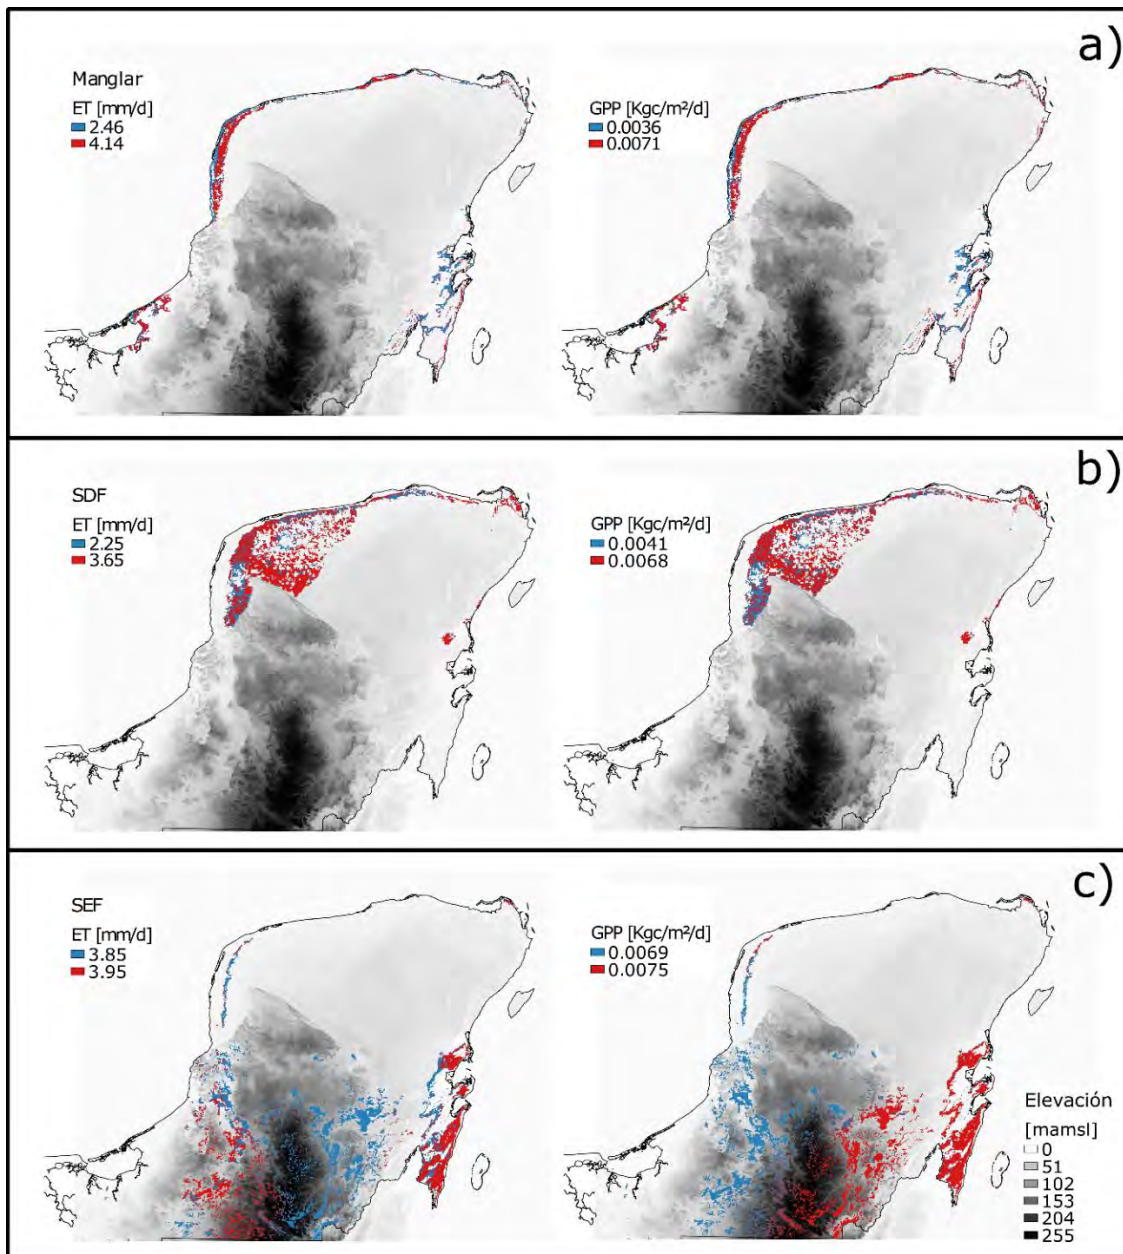 a)
Manglar
ET [mm/d]
2.46
4.14
GPP [Kgc/m²/d]
0.0036
0.0071
b)
SDF
ET [mm/d]
2.25
3.65
GPP [Kgc/m²/d]
0.0041
0.0068
c)
SEF
ET [mm/d]
3.85
3.95
GPP [Kgc/m²/d]
0.0069
0.0075
Elevación
[mamsl]
0
51
102
153
204
255